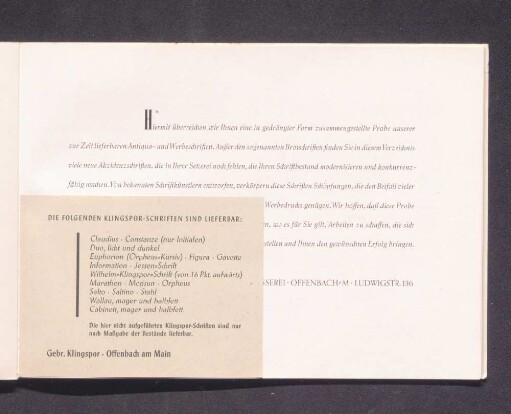 Hiermit überreichen wir Ihnen eine in gedrängter Form zusammengestellte Probe unserer
zur Zeit lieferbaren Antiqua- und Werbeschriften. Außer den sogenannten Brotschriften finden Sie in diesem Verzeichnis
viele neue Akzidenzschriften, die in Ihrer Setzerei noch fehlen, die Ihren Schriftbestand modernisieren und konkurrenz-
fähig machen. Von bekannten Schriftkünstlern entworfen, verkörpern diese Schriften Schöpfungen, die den Beifall vieler
Werbedrucks genügen. Wir hoffen, daß diese Probe
wo es für Sie gilt, Arbeiten zu schaffen, die sich
stellen und Ihnen den gewünschten Erfolg bringen.
SSEREI · OFFENBACH·M · LUDWIGSTR. 136
DIE FOLGENDEN KLINGSPOR-SCHRIFTEN SIND LIEFERBAR:
Claudius · Constanze (nur Initialen)
Duo, licht und dunkel
Euphorion (Orpheus-Kursiv) · Figura · Gavotte
Information · Jessen-Schrift
Wilhelm-Klingspor-Schrift (von 16 Pkt. aufwärts)
Marathon · Monson · Orpheus
Salto · Saltino · Stahl
Wallau, mager und halbfett
Cabinett, mager und halbfett
Die hier nicht aufgeführten Klingspor-Schriften sind nur
nach Maßgabe der Bestände lieferbar.
Gebr. Klingspor · Offenbach am Main